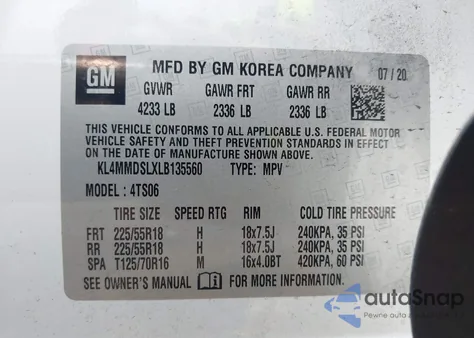 GM
MFD BY GM KOREA COMPANY 07/20
GVWR GAWR FRT GAWR RR
4233 LB 2336 LB 2336 LB
THIS VEHICLE CONFORMS TO ALL APPLICABLE U.S. FEDERAL MOTOR
VEHICLE SAFETY AND THEFT PREVENTION STANDARDS IN
EFFECT ON THE DATE OF MANUFACTURE SHOWN ABOVE.
KL4MMDSLXLB135560 TYPE: MPV
MODEL : 4TS06
TIRE SIZE SPEED RTG RIM COLD TIRE PRESSURE
FRT 225/55R18 H 18x7.5J 240KPA, 35 PSI
RR 225/55R18 H 18x7.5J 240KPA, 35 PSI
SPA T125/70R16 M 16x4.0BT 420KPA, 60 PSI
SEE OWNER'S MANUAL FOR MORE INFORMATION.
autoSnap
Pewne auto z USA